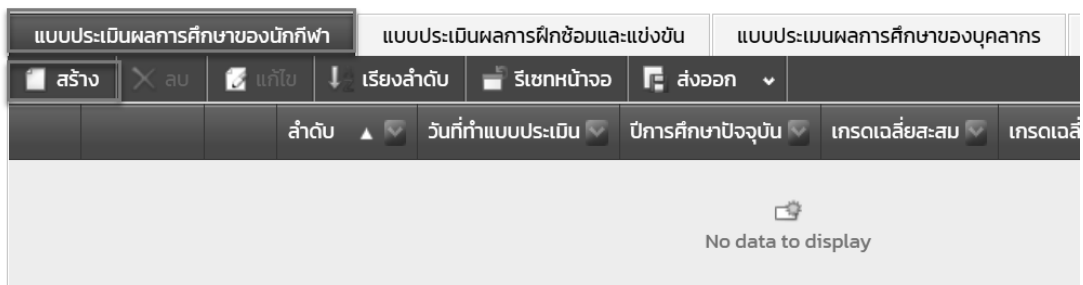 แบบประเมินผลการศึกษาของนักกีฬา แบบประเมินผลการฝึกซ้อมและแข่งขัน แบบประเมนผลการศึกษาของบุคลากร
สร้าง ลบ แก้ไข เรียงลำดับ รีเซทหน้าจอ ส่งออก
ลำดับ วันที่ทำแบบประเมิน ปีการศึกษาปัจจุบัน เกรดเฉลี่ยสะสม เกรดเฉลี่
No data to display